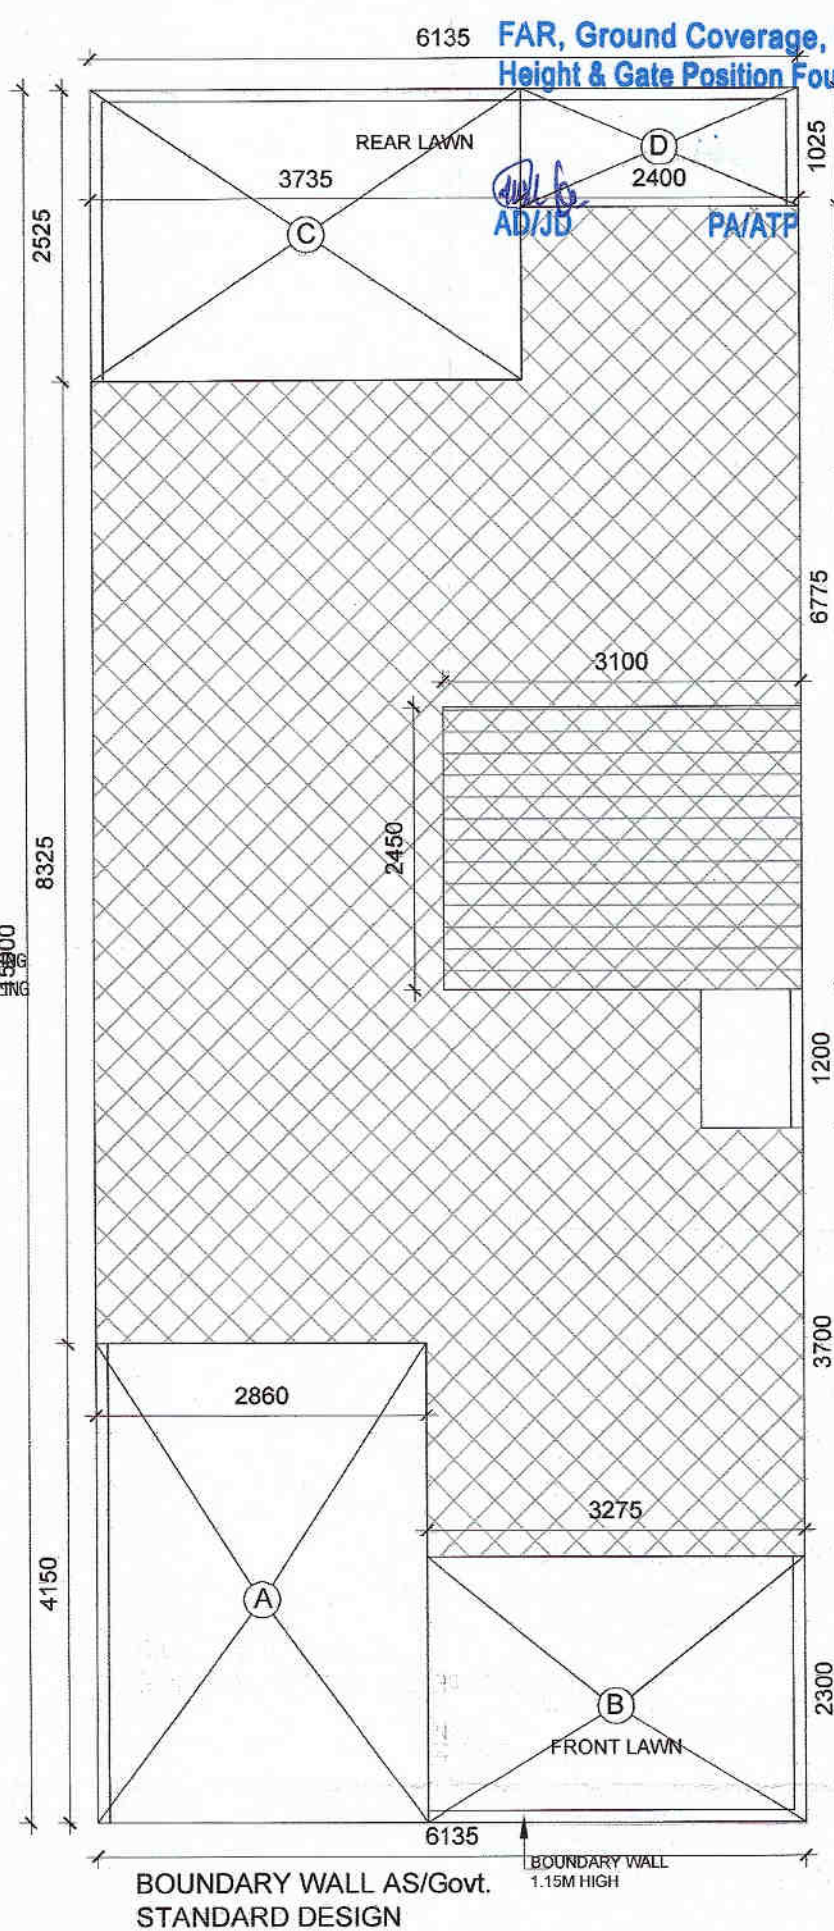 6135
FAR, Ground Coverage,
Height & Gate Position Fou
REAR LAWN
D
1025
3735
2400
2525
C
AD/JD
PA/ATP
6775
3100
2450
8325
1200
3700
2860
3275
4150
A
B
2300
FRONT LAWN
6135
BOUNDARY WALL
1.15M HIGH
BOUNDARY WALL AS/Govt.
STANDARD DESIGN